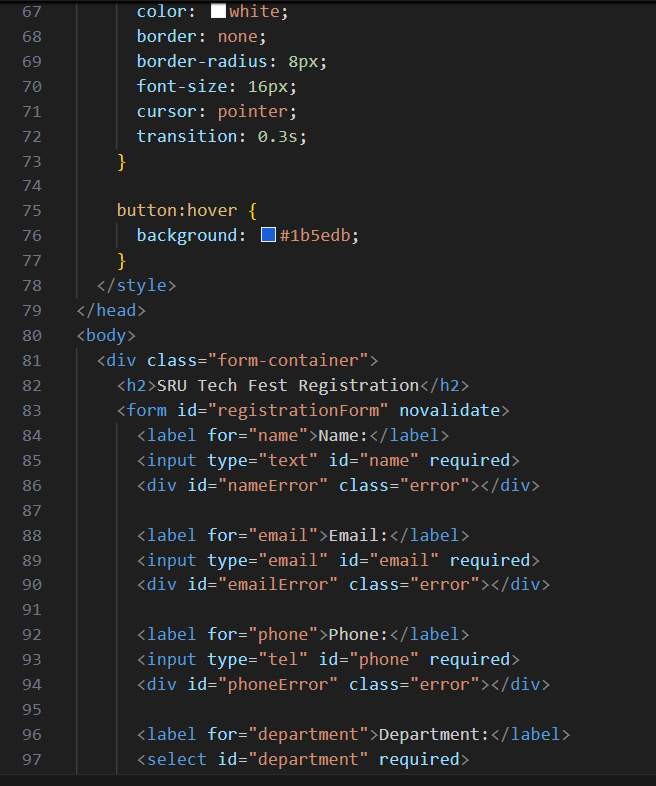 67 color: white;
68 border: none;
69 border-radius: 8px;
70 font-size: 16px;
71 cursor: pointer;
72 transition: 0.3s;
73 }
74
75 button:hover {
76 background: #1b5edb;
77 }
78 </style>
79 </head>
80 <body>
81 <div class="form-container">
82 <h2>SRU Tech Fest Registration</h2>
83 <form id="registrationForm" novalidate>
84 <label for="name">Name:</label>
85 <input type="text" id="name" required>
86 <div id="nameError" class="error"></div>
87
88 <label for="email">Email:</label>
89 <input type="email" id="email" required>
90 <div id="emailError" class="error"></div>
91
92 <label for="phone">Phone:</label>
93 <input type="tel" id="phone" required>
94 <div id="phoneError" class="error"></div>
95
96 <label for="department">Department:</label>
97 <select id="department" required>